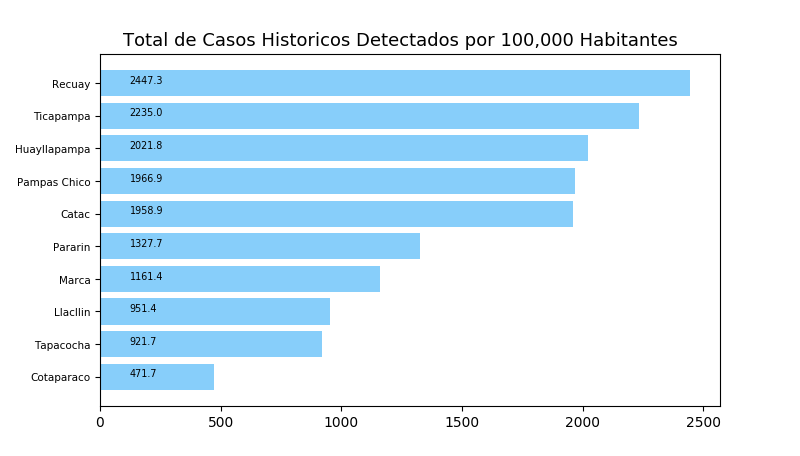 Total de Casos Historicos Detectados por 100,000 Habitantes
Recuay 2447.3
Ticapampa 2235.0
Huayllapampa 2021.8
Pampas Chico 1966.9
Catac 1958.9
Pararin 1327.7
Marca 1161.4
Llacllin 951.4
Tapacocha 921.7
Cotaparaco 471.7
0 500 1000 1500 2000 2500